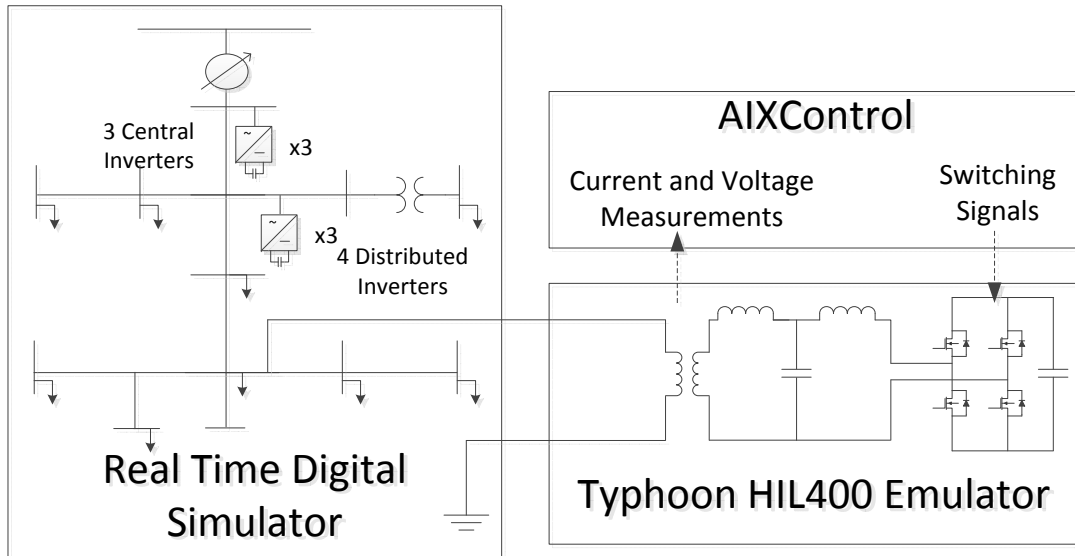 3 Central
Inverters
x3
x3
4 Distributed
Inverters
Real Time Digital
Simulator
AIXControl
Current and Voltage
Measurements
Switching
Signals
Typhoon HIL400 Emulator